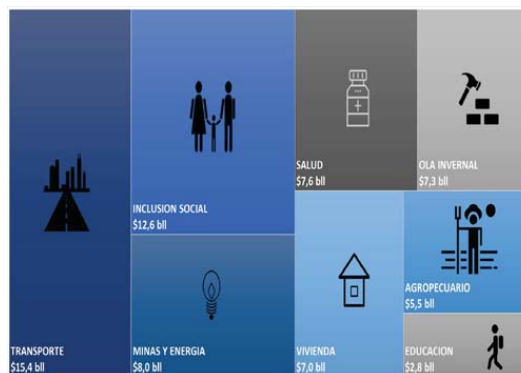 TRANSPORTE
$15,4 bll
INCLUSION SOCIAL
$12,6 bll
MINAS Y ENERGIA
$8,0 bll
SALUD
$7,6 bll
OLA INVERNAL
$7,3 bll
VIVIENDA
$7,0 bll
AGROPECUARIO
$5,5 bll
EDUCACION
$2,8 bll